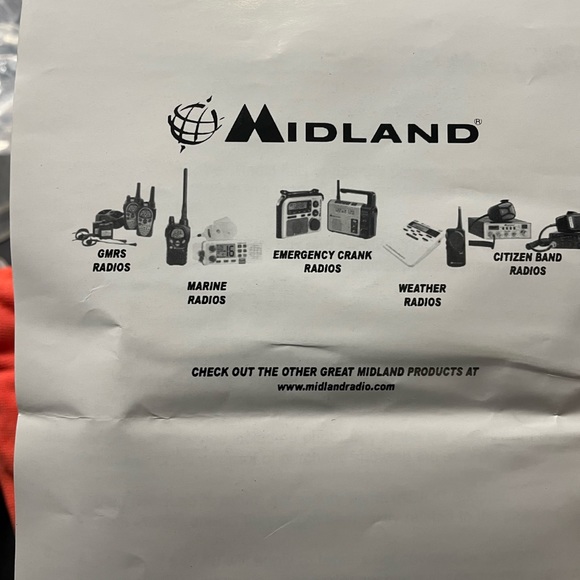 MIDLAND®
GMRS
RADIOS
MARINE
RADIOS
EMERGENCY CRANK
RADIOS
WEATHER
RADIOS
CITIZEN BAND
RADIOS
CHECK OUT THE OTHER GREAT MIDLAND PRODUCTS AT
www.midlandradio.com